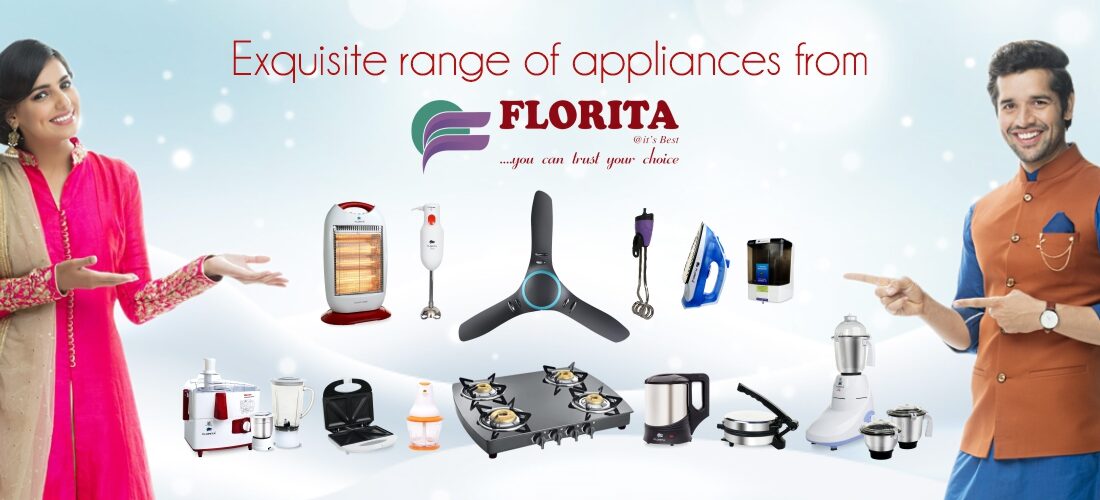 Exquisite range of appliances from
FLORITA
@it's Best
....you can trust your choice